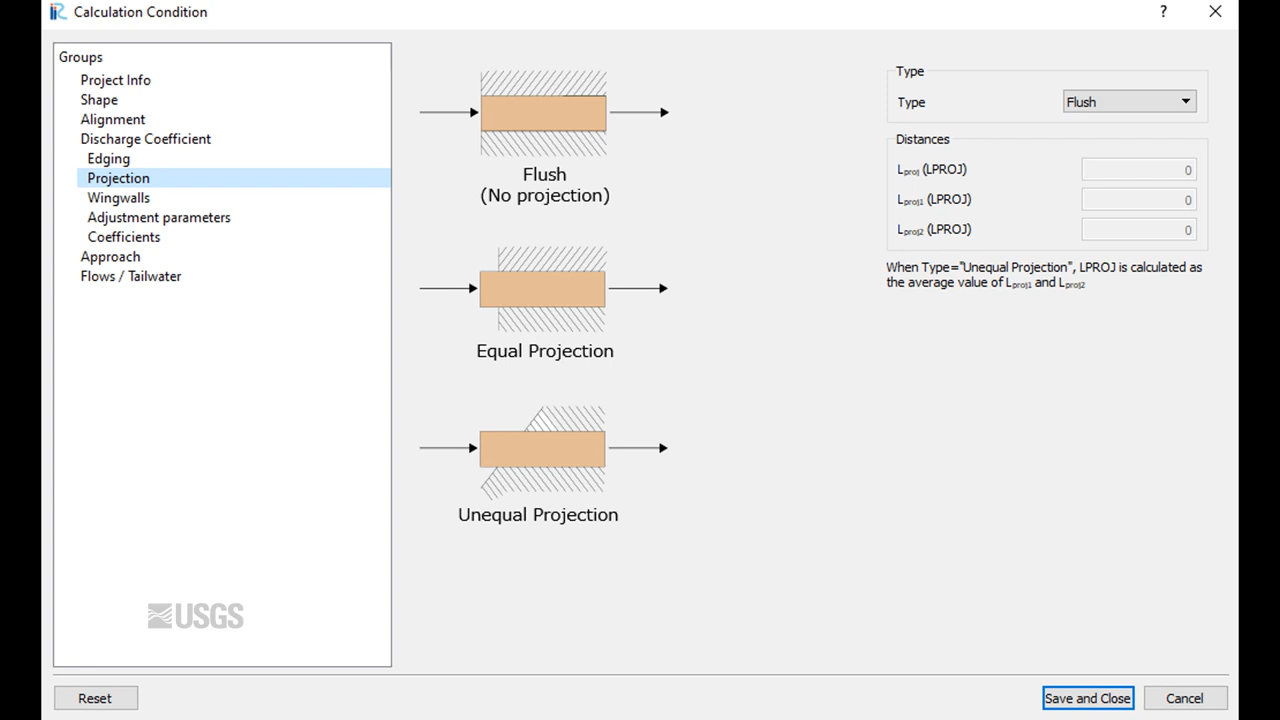 Calculation Condition
?
Groups
Project Info
Shape
Alignment
Discharge Coefficient
Edging
Projection
Wingwalls
Adjustment parameters
Coefficients
Approach
Flows / Tailwater
USGS
Flush
(No projection)
Equal Projection
Unequal Projection
Type
Type Flush
Distances
Lproj (LPROJ) 0
Lproj1 (LPROJ) 0
Lproj2 (LPROJ) 0
When Type="Unequal Projection", LPROJ is calculated as
the average value of Lproj1 and Lproj2
Reset
Save and Close
Cancel